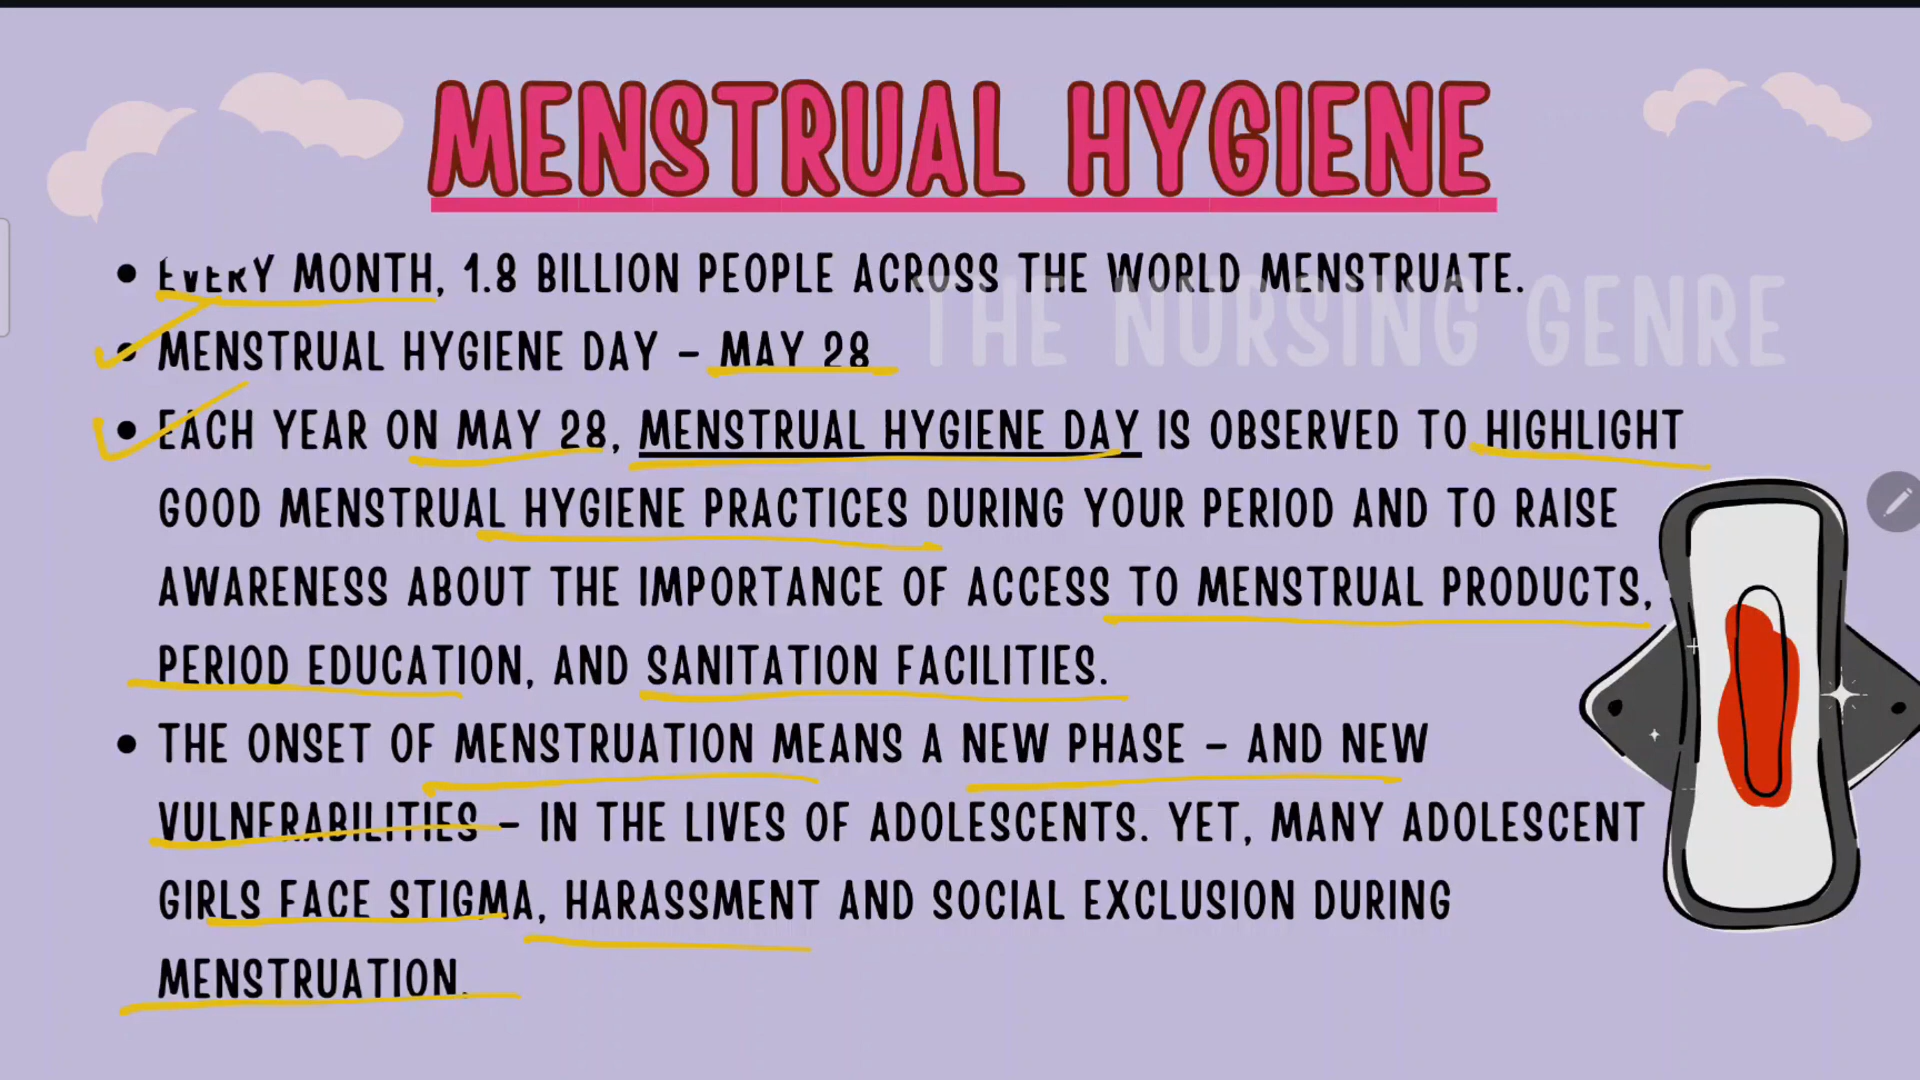 MENSTRUAL HYGIENE
• EVERY MONTH, 1.8 BILLION PEOPLE ACROSS THE WORLD MENSTRUATE.
THE NURSING GENRE
• MENSTRUAL HYGIENE DAY – MAY 28
• EACH YEAR ON MAY 28, MENSTRUAL HYGIENE DAY IS OBSERVED TO HIGHLIGHT
GOOD MENSTRUAL HYGIENE PRACTICES DURING YOUR PERIOD AND TO RAISE
AWARENESS ABOUT THE IMPORTANCE OF ACCESS TO MENSTRUAL PRODUCTS,
PERIOD EDUCATION, AND SANITATION FACILITIES.
• THE ONSET OF MENSTRUATION MEANS A NEW PHASE – AND NEW
VULNERABILITIES – IN THE LIVES OF ADOLESCENTS. YET, MANY ADOLESCENT
GIRLS FACE STIGMA, HARASSMENT AND SOCIAL EXCLUSION DURING
MENSTRUATION.